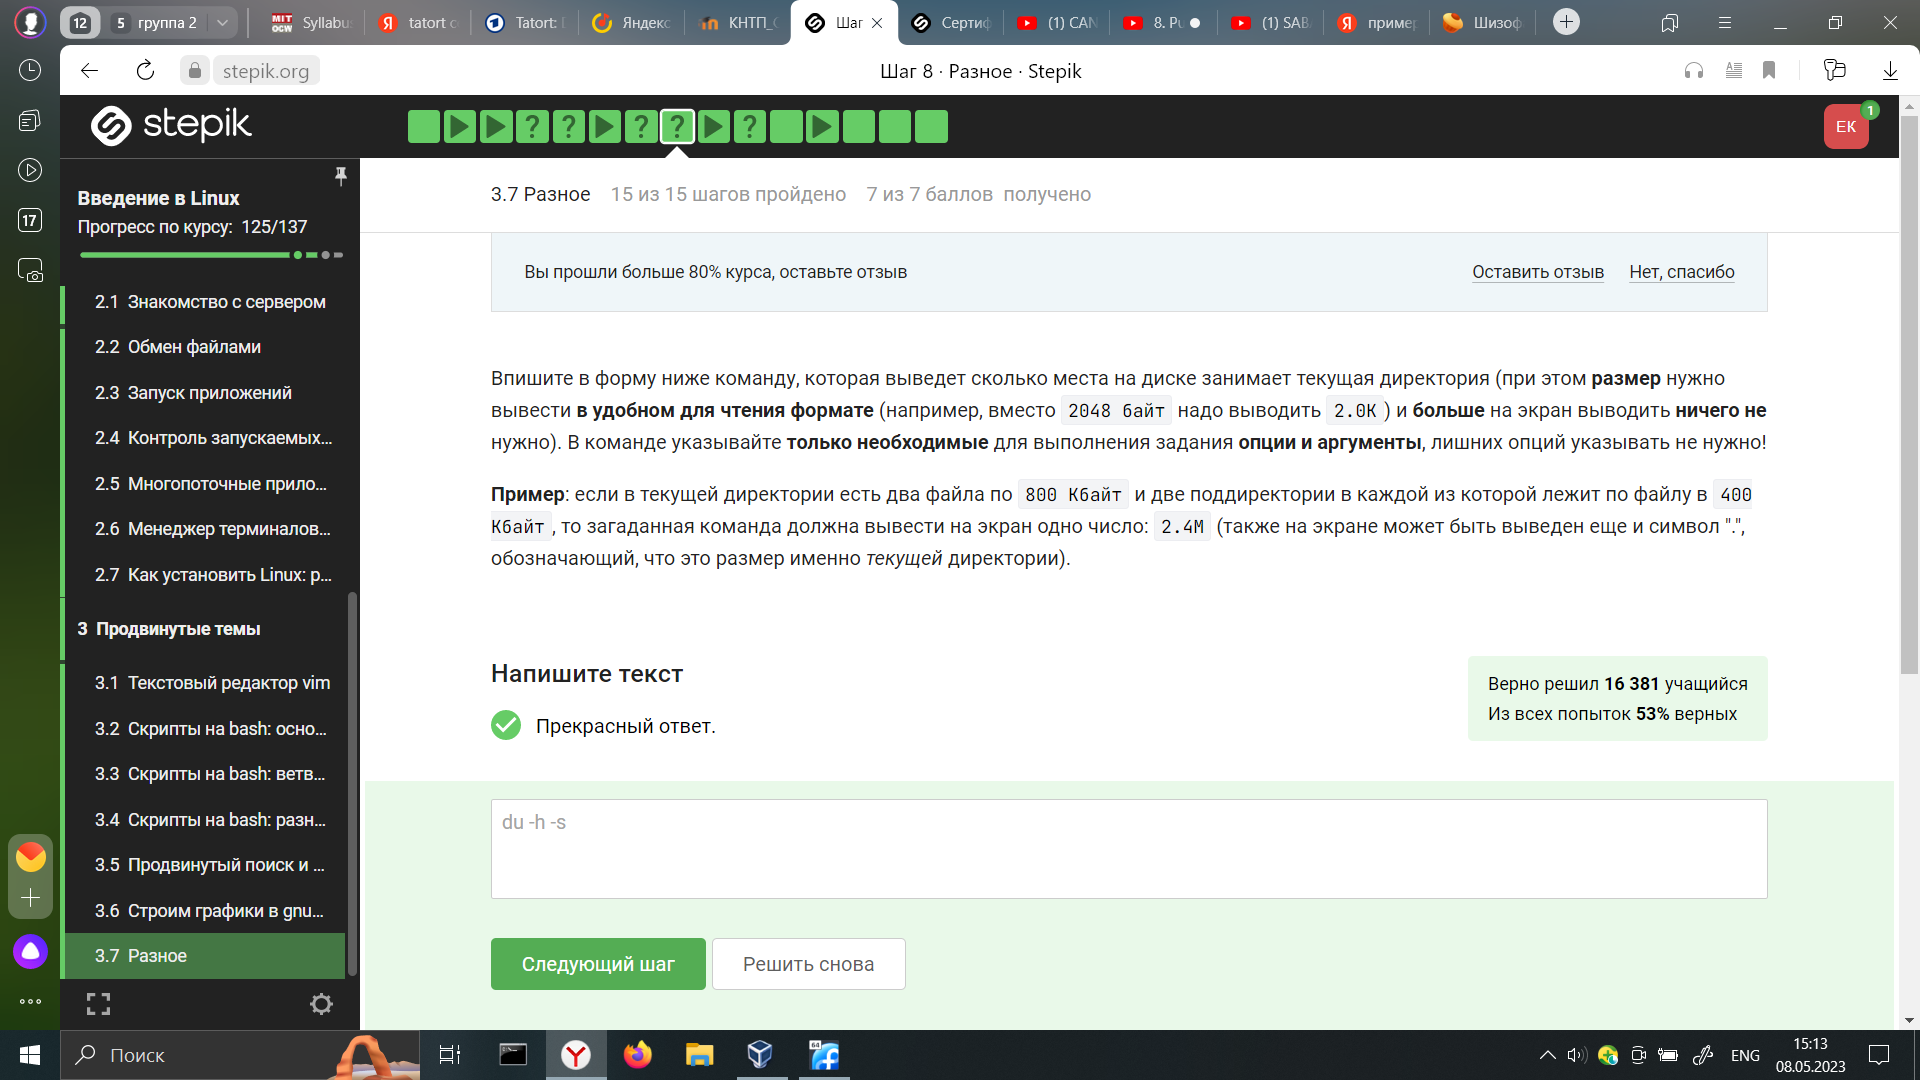 12
5 группа 2
MIT OCW Syllabu
tatort
Tatort:
Яндекс
КНТП_
Шаг
Сертиф
(1) CAN
8.
(1) SAB
пример
Шизоф
stepik.org
Шаг 8 · Разное · Stepik
17
stepik
? ? ? ? ?
ЕК
1
Введение в Linux
Прогресс по курсу: 125/137
2.1 Знакомство с сервером
2.2 Обмен файлами
2.3 Запуск приложений
2.4 Контроль запускаемых...
2.5 Многопоточные прило...
2.6 Менеджер терминалов...
2.7 Как установить Linux: р...
3 Продвинутые темы
3.1 Текстовый редактор vim
3.2 Скрипты на bash: осно...
3.3 Скрипты на bash: ветв...
3.4 Скрипты на bash: разн...
3.5 Продвинутый поиск и ...
3.6 Строим графики в gnu...
3.7 Разное
3.7 Разное 15 из 15 шагов пройдено 7 из 7 баллов получено
Вы прошли больше 80% курса, оставьте отзыв
Оставить отзыв
Нет, спасибо
Впишите в форму ниже команду, которая выведет сколько места на диске занимает текущая директория (при этом размер нужно
вывести в удобном для чтения формате (например, вместо 2048 байт надо выводить 2.0K) и больше на экран выводить ничего не
нужно). В команде указывайте только необходимые для выполнения задания опции и аргументы, лишних опций указывать не нужно!
Пример: если в текущей директории есть два файла по 800 Кбайт и две поддиректории в каждой из которой лежит по файлу в 400
Кбайт, то загаданная команда должна вывести на экран одно число: 2.4M (также на экране может быть выведен еще и символ ".",
обозначающий, что это размер именно текущей директории).
Напишите текст
Прекрасный ответ.
Верно решил 16 381 учащийся
Из всех попыток 53% верных
du -h -s
Следующий шаг
Решить снова
Поиск
64
ENG
15:13
08.05.2023